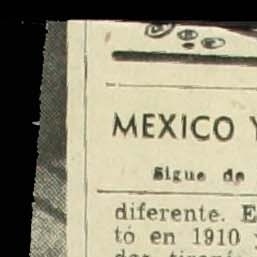 MEXICO Y
Sigue de
diferente. E
tó en 1910 y